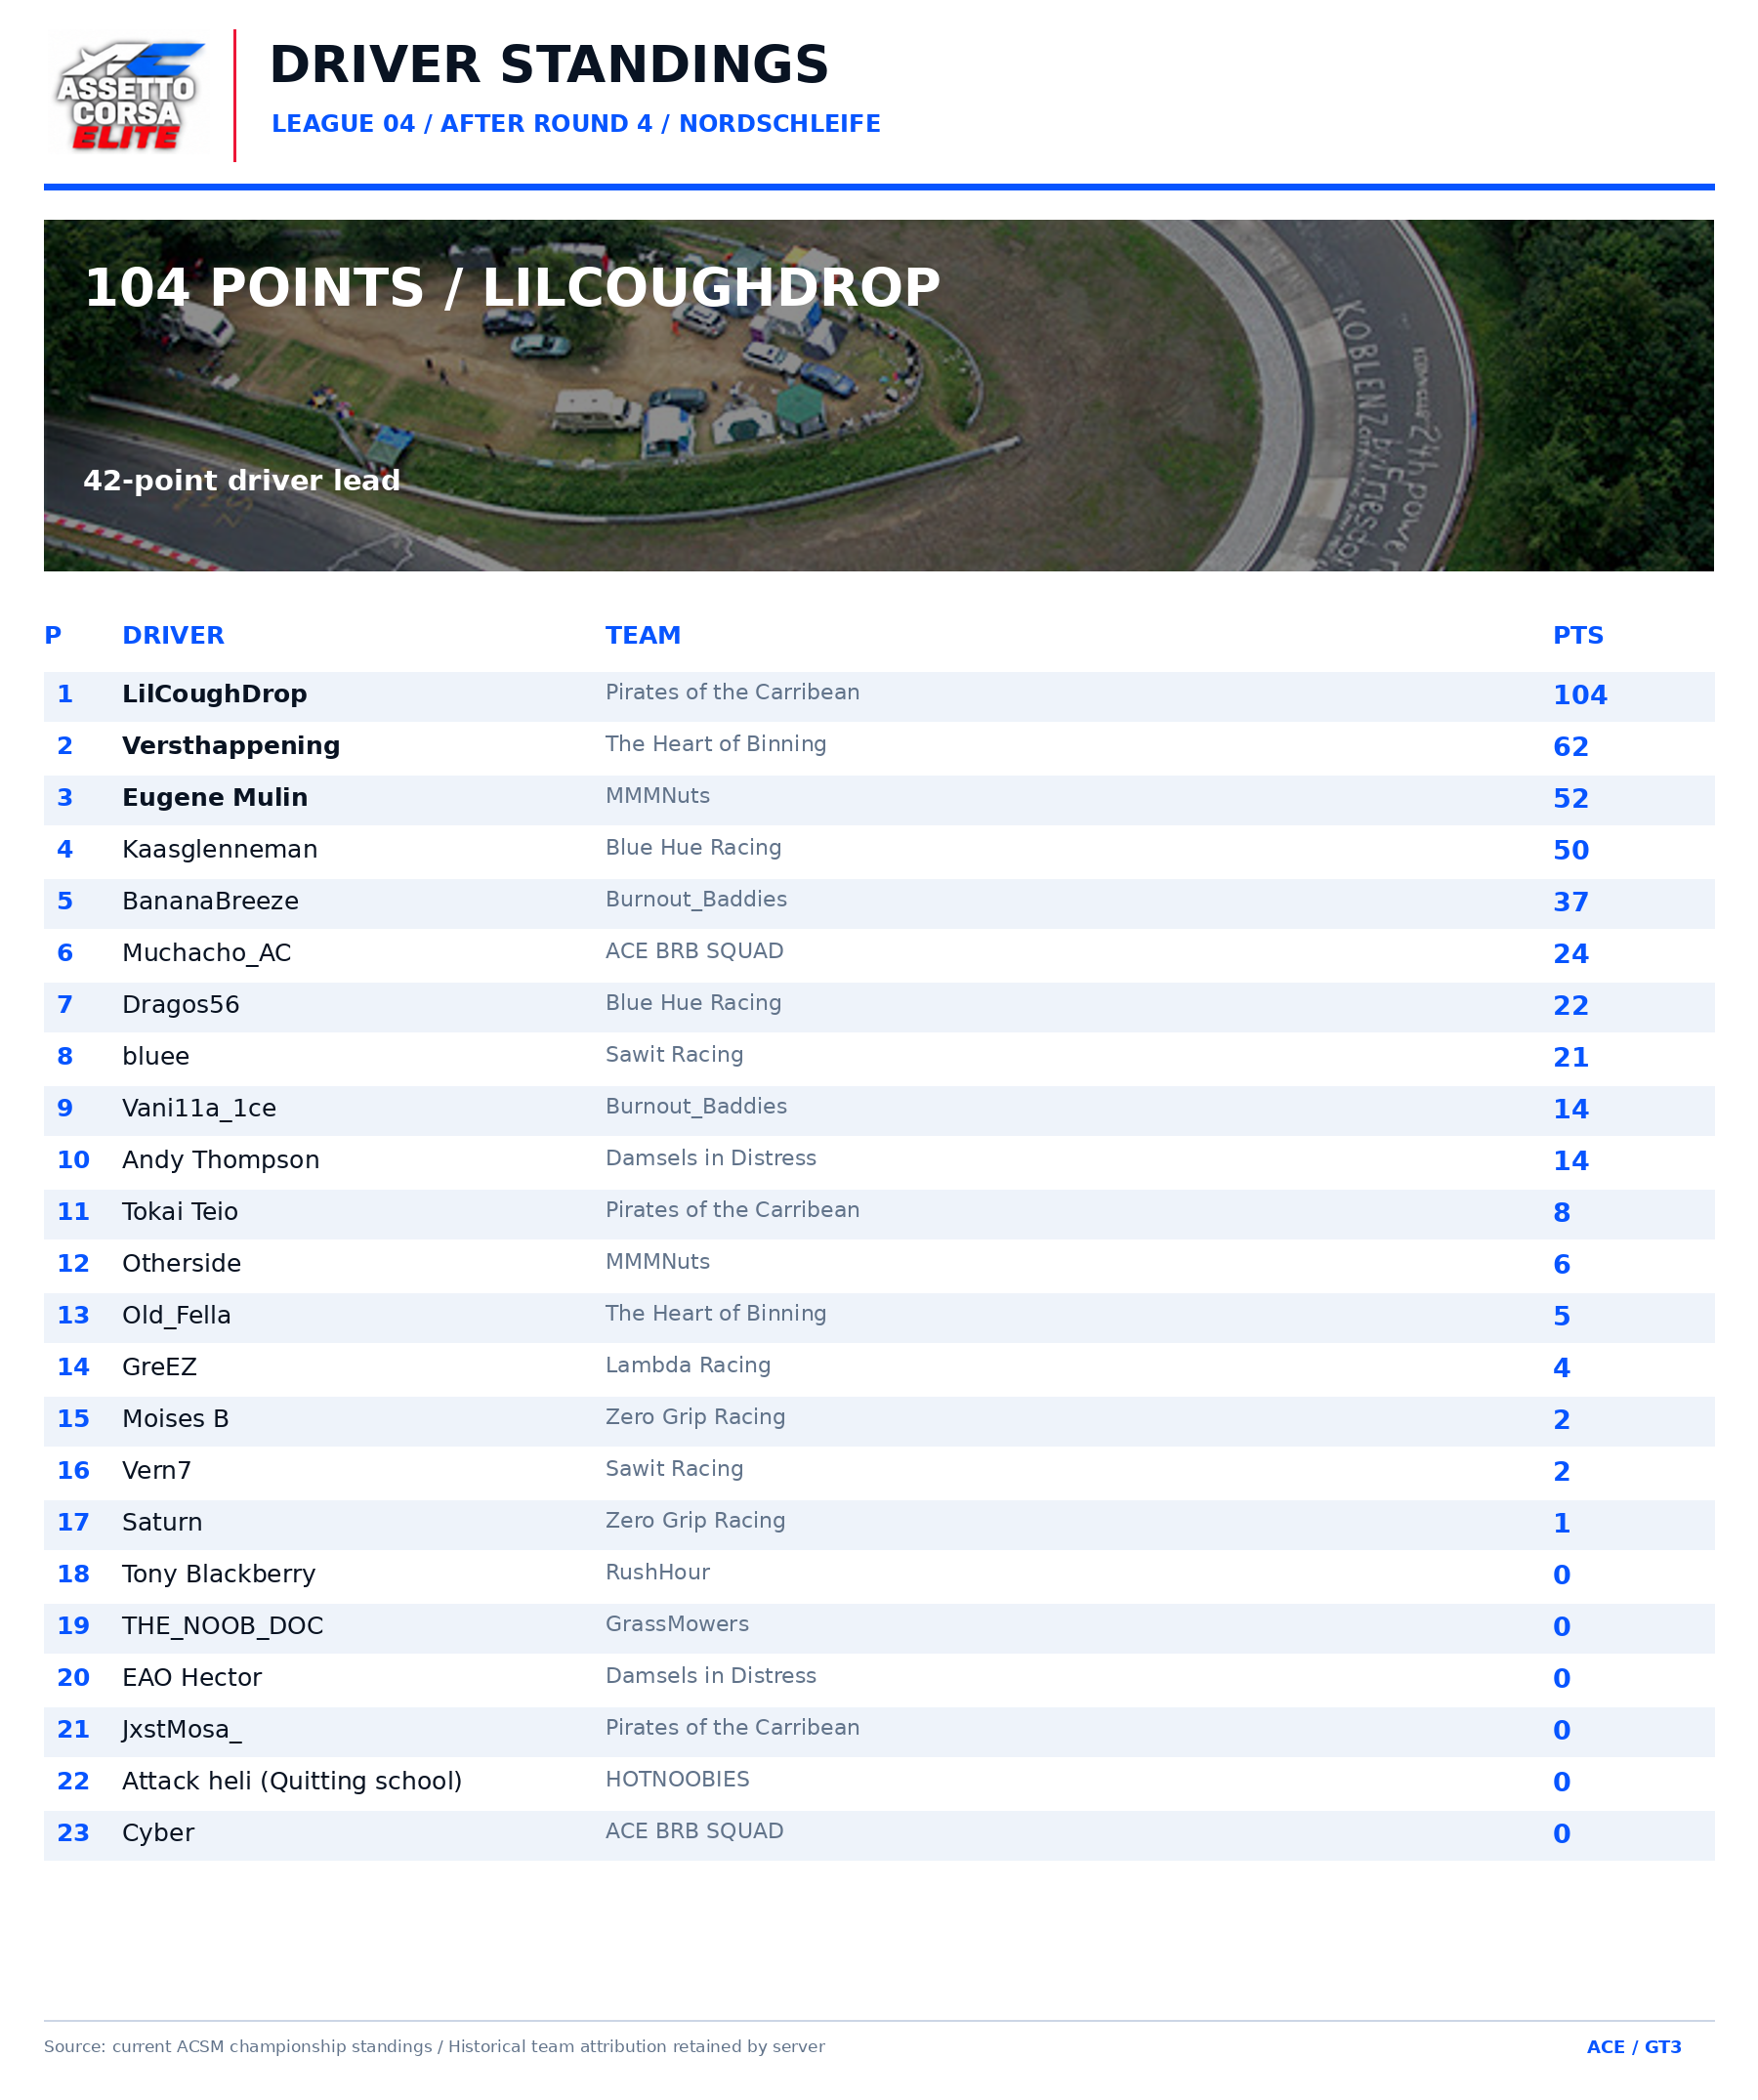 ASSETTO
CORSA
ELITE
DRIVER STANDINGS
LEAGUE 04 / AFTER ROUND 4 / NORDSCHLEIFE
104 POINTS / LILCOUGHDROP
KOBLENZ
42-point driver lead
P DRIVER TEAM PTS
1 LilCoughDrop Pirates of the Carribean 104
2 Versthappening The Heart of Binning 62
3 Eugene Mulin MMMNuts 52
4 Kaasglenneman Blue Hue Racing 50
5 BananaBreeze Burnout_Baddies 37
6 Muchacho_AC ACE BRB SQUAD 24
7 Dragos56 Blue Hue Racing 22
8 bluee Sawit Racing 21
9 Vani11a_1ce Burnout_Baddies 14
10 Andy Thompson Damsels in Distress 14
11 Tokai Teio Pirates of the Carribean 8
12 Otherside MMMNuts 6
13 Old_Fella The Heart of Binning 5
14 GreEZ Lambda Racing 4
15 Moises B Zero Grip Racing 2
16 Vern7 Sawit Racing 2
17 Saturn Zero Grip Racing 1
18 Tony Blackberry RushHour 0
19 THE_NOOB_DOC GrassMowers 0
20 EAO Hector Damsels in Distress 0
21 JxstMosa_ Pirates of the Carribean 0
22 Attack heli (Quitting school) HOTNOOBIES 0
23 Cyber ACE BRB SQUAD 0
Source: current ACSM championship standings / Historical team attribution retained by server
ACE / GT3